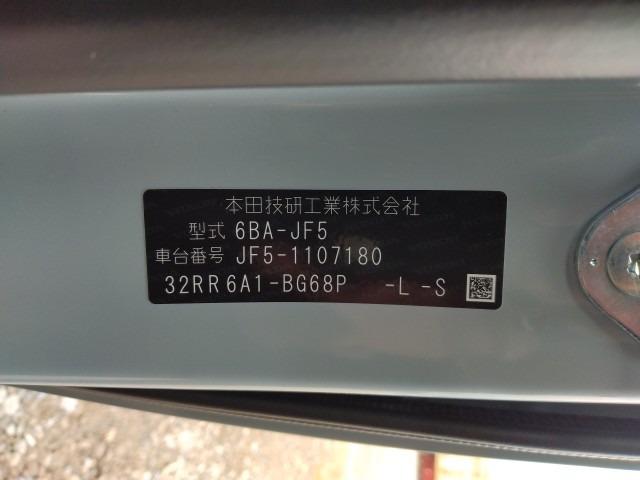 本田技研工業株式会社
型式 6BA-JF5
車台番号 JF5-1107180
32RR6A1-BG68P -L-S